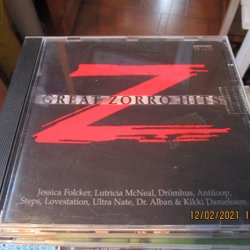 GREAT ZORRO HITS
Jessica Folcker, Lutricia McNeal, Drömhus, Antiloop,
Steps, Lovestation, Ultra Nate, Dr. Alban & Kikki Danielsson
12/02/2021